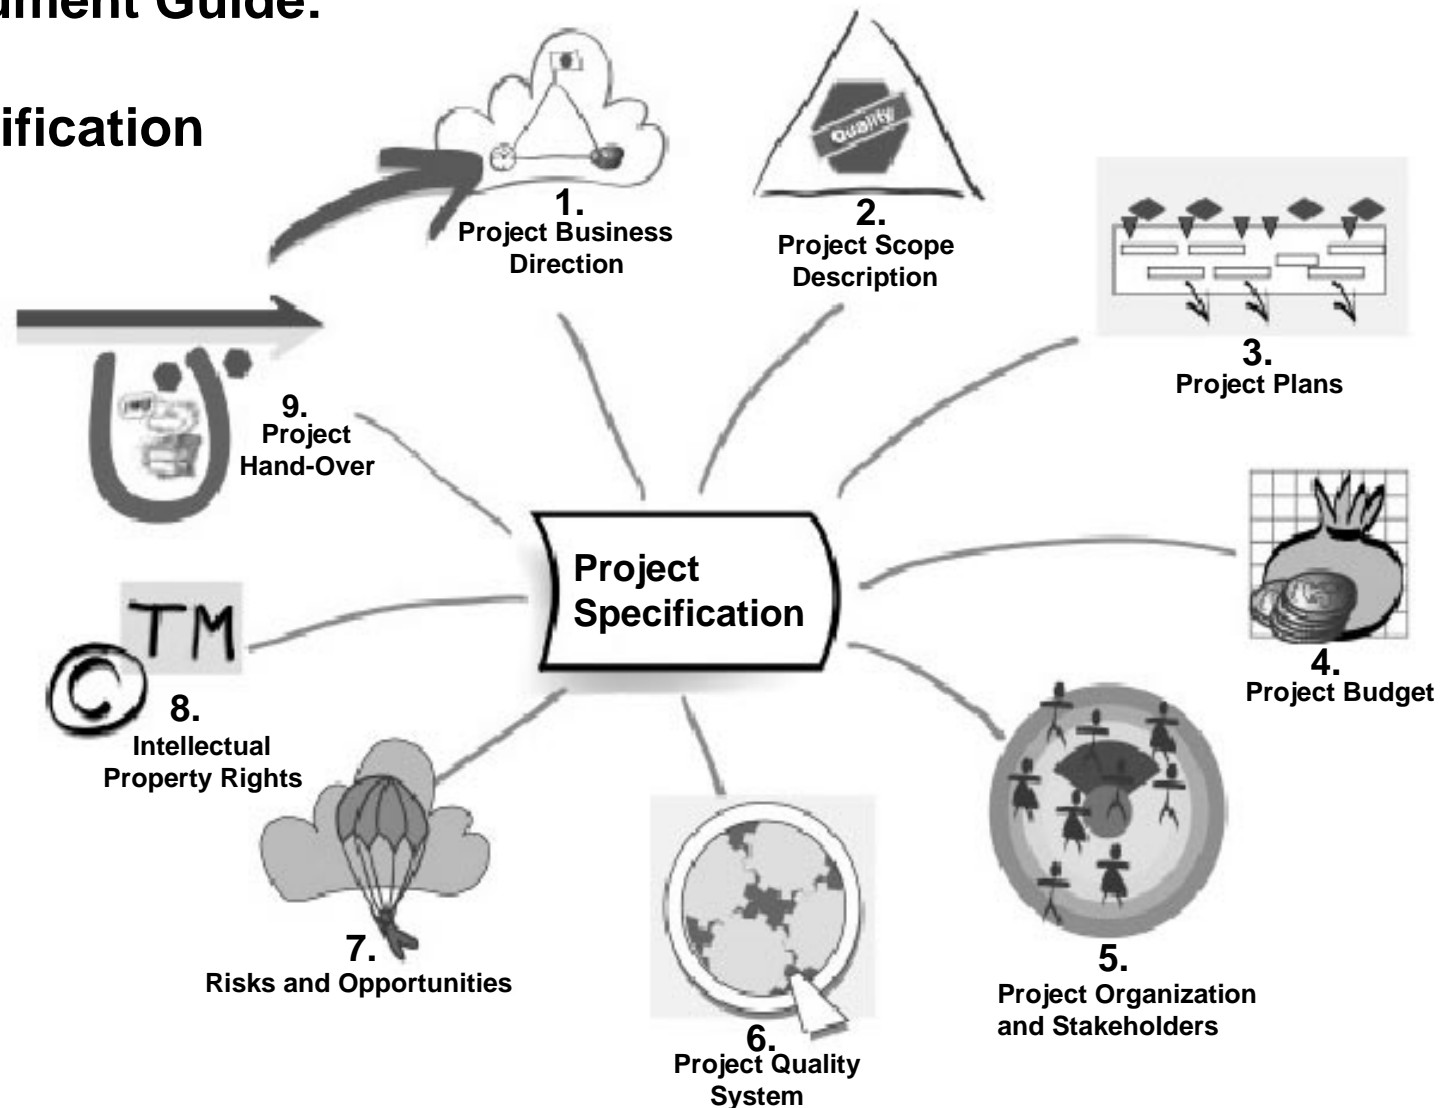 ument Guide:
ification
1.
Project Business
Direction
Quality
2.
Project Scope
Description
3.
Project Plans
4.
Project Budget
5.
Project Organization
and Stakeholders
6.
Project Quality
System
7.
Risks and Opportunities
8.
Intellectual
Property Rights
TM
C
9.
Project
Hand-Over
Project
Specification